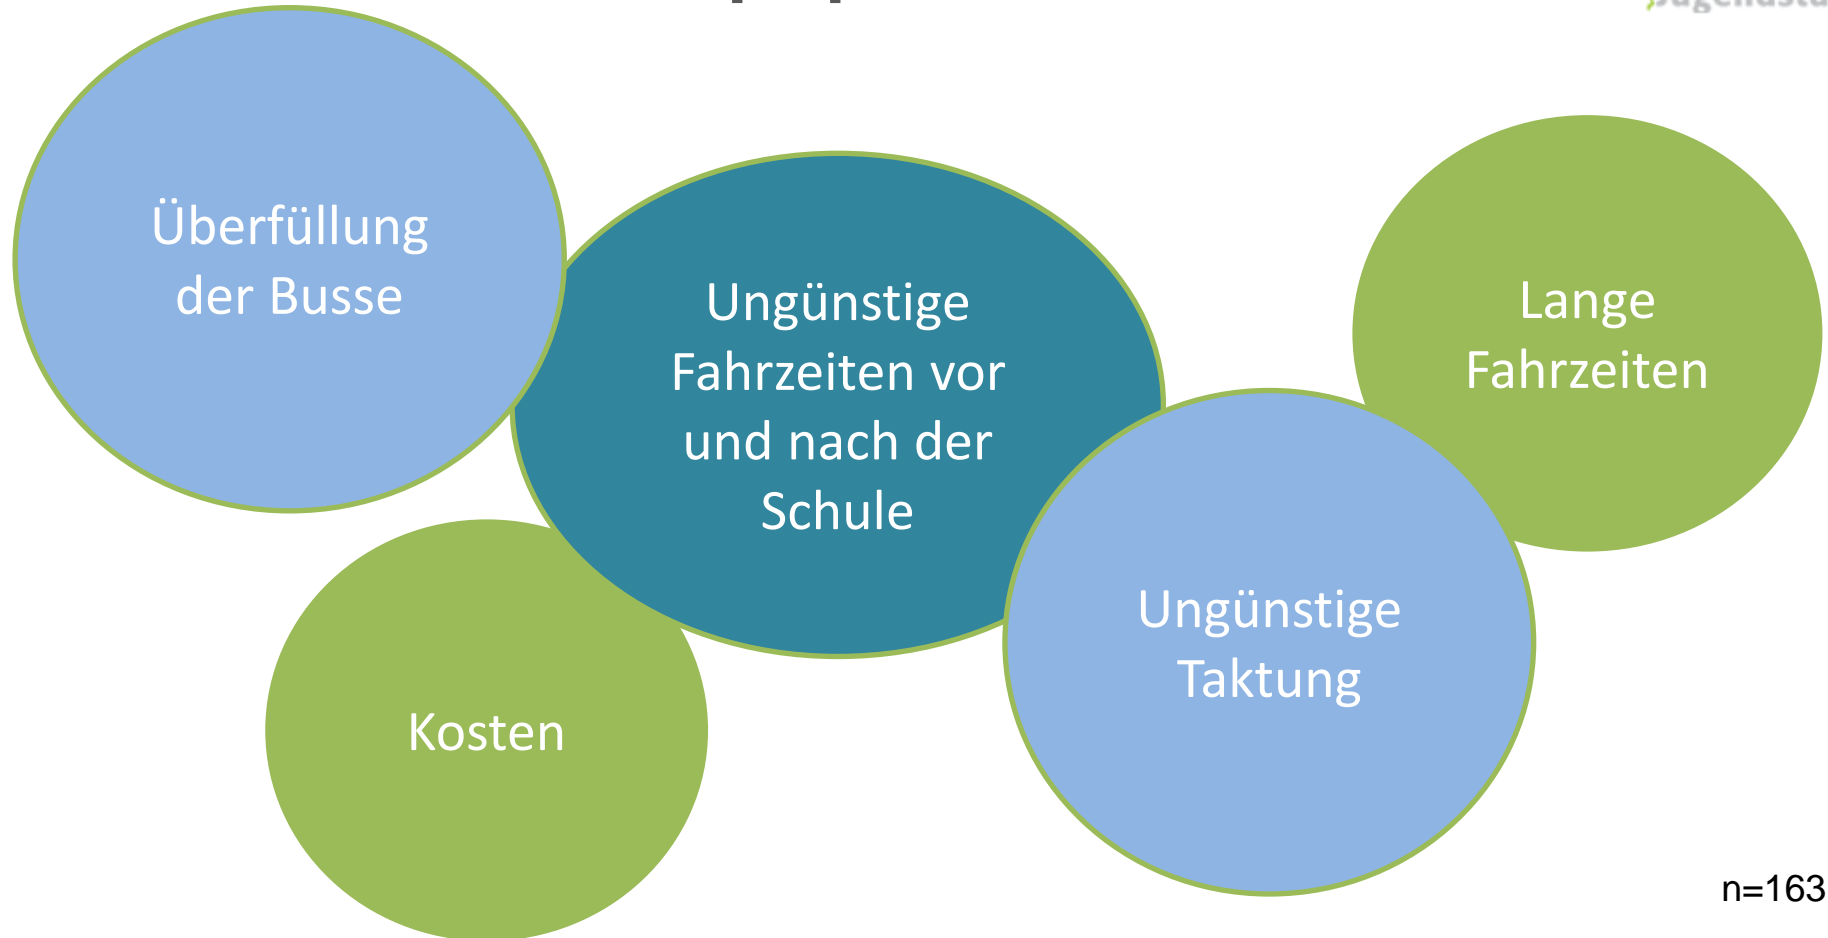 Überfüllung
der Busse
Ungünstige
Fahrzeiten vor
und nach der
Schule
Lange
Fahrzeiten
Ungünstige
Taktung
Kosten
n=163